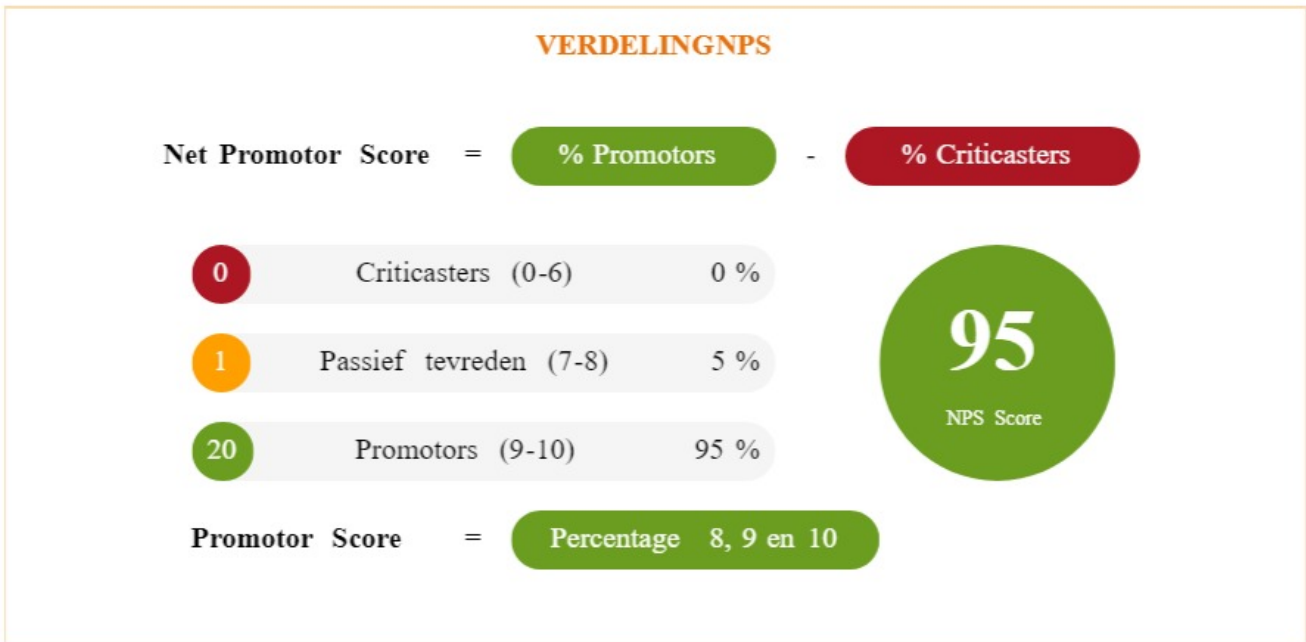 VERDELINGNPS
Net Promotor Score = % Promotors - % Criticasters
0 Criticasters (0-6) 0 %
1 Passief tevreden (7-8) 5 %
20 Promotors (9-10) 95 %
95
NPS Score
Promotor Score = Percentage 8, 9 en 10